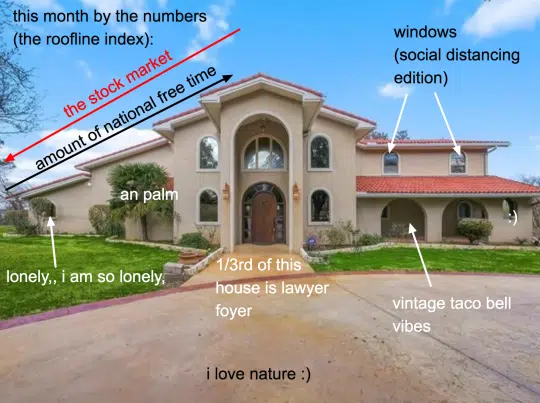 this month by the numbers
(the roofline index):
the stock market
amount of national free time
windows
(social distancing
edition)
an palm
:)
lonely,, i am so lonely,
1/3rd of this
house is lawyer
foyer
vintage taco bell
vibes
i love nature :)